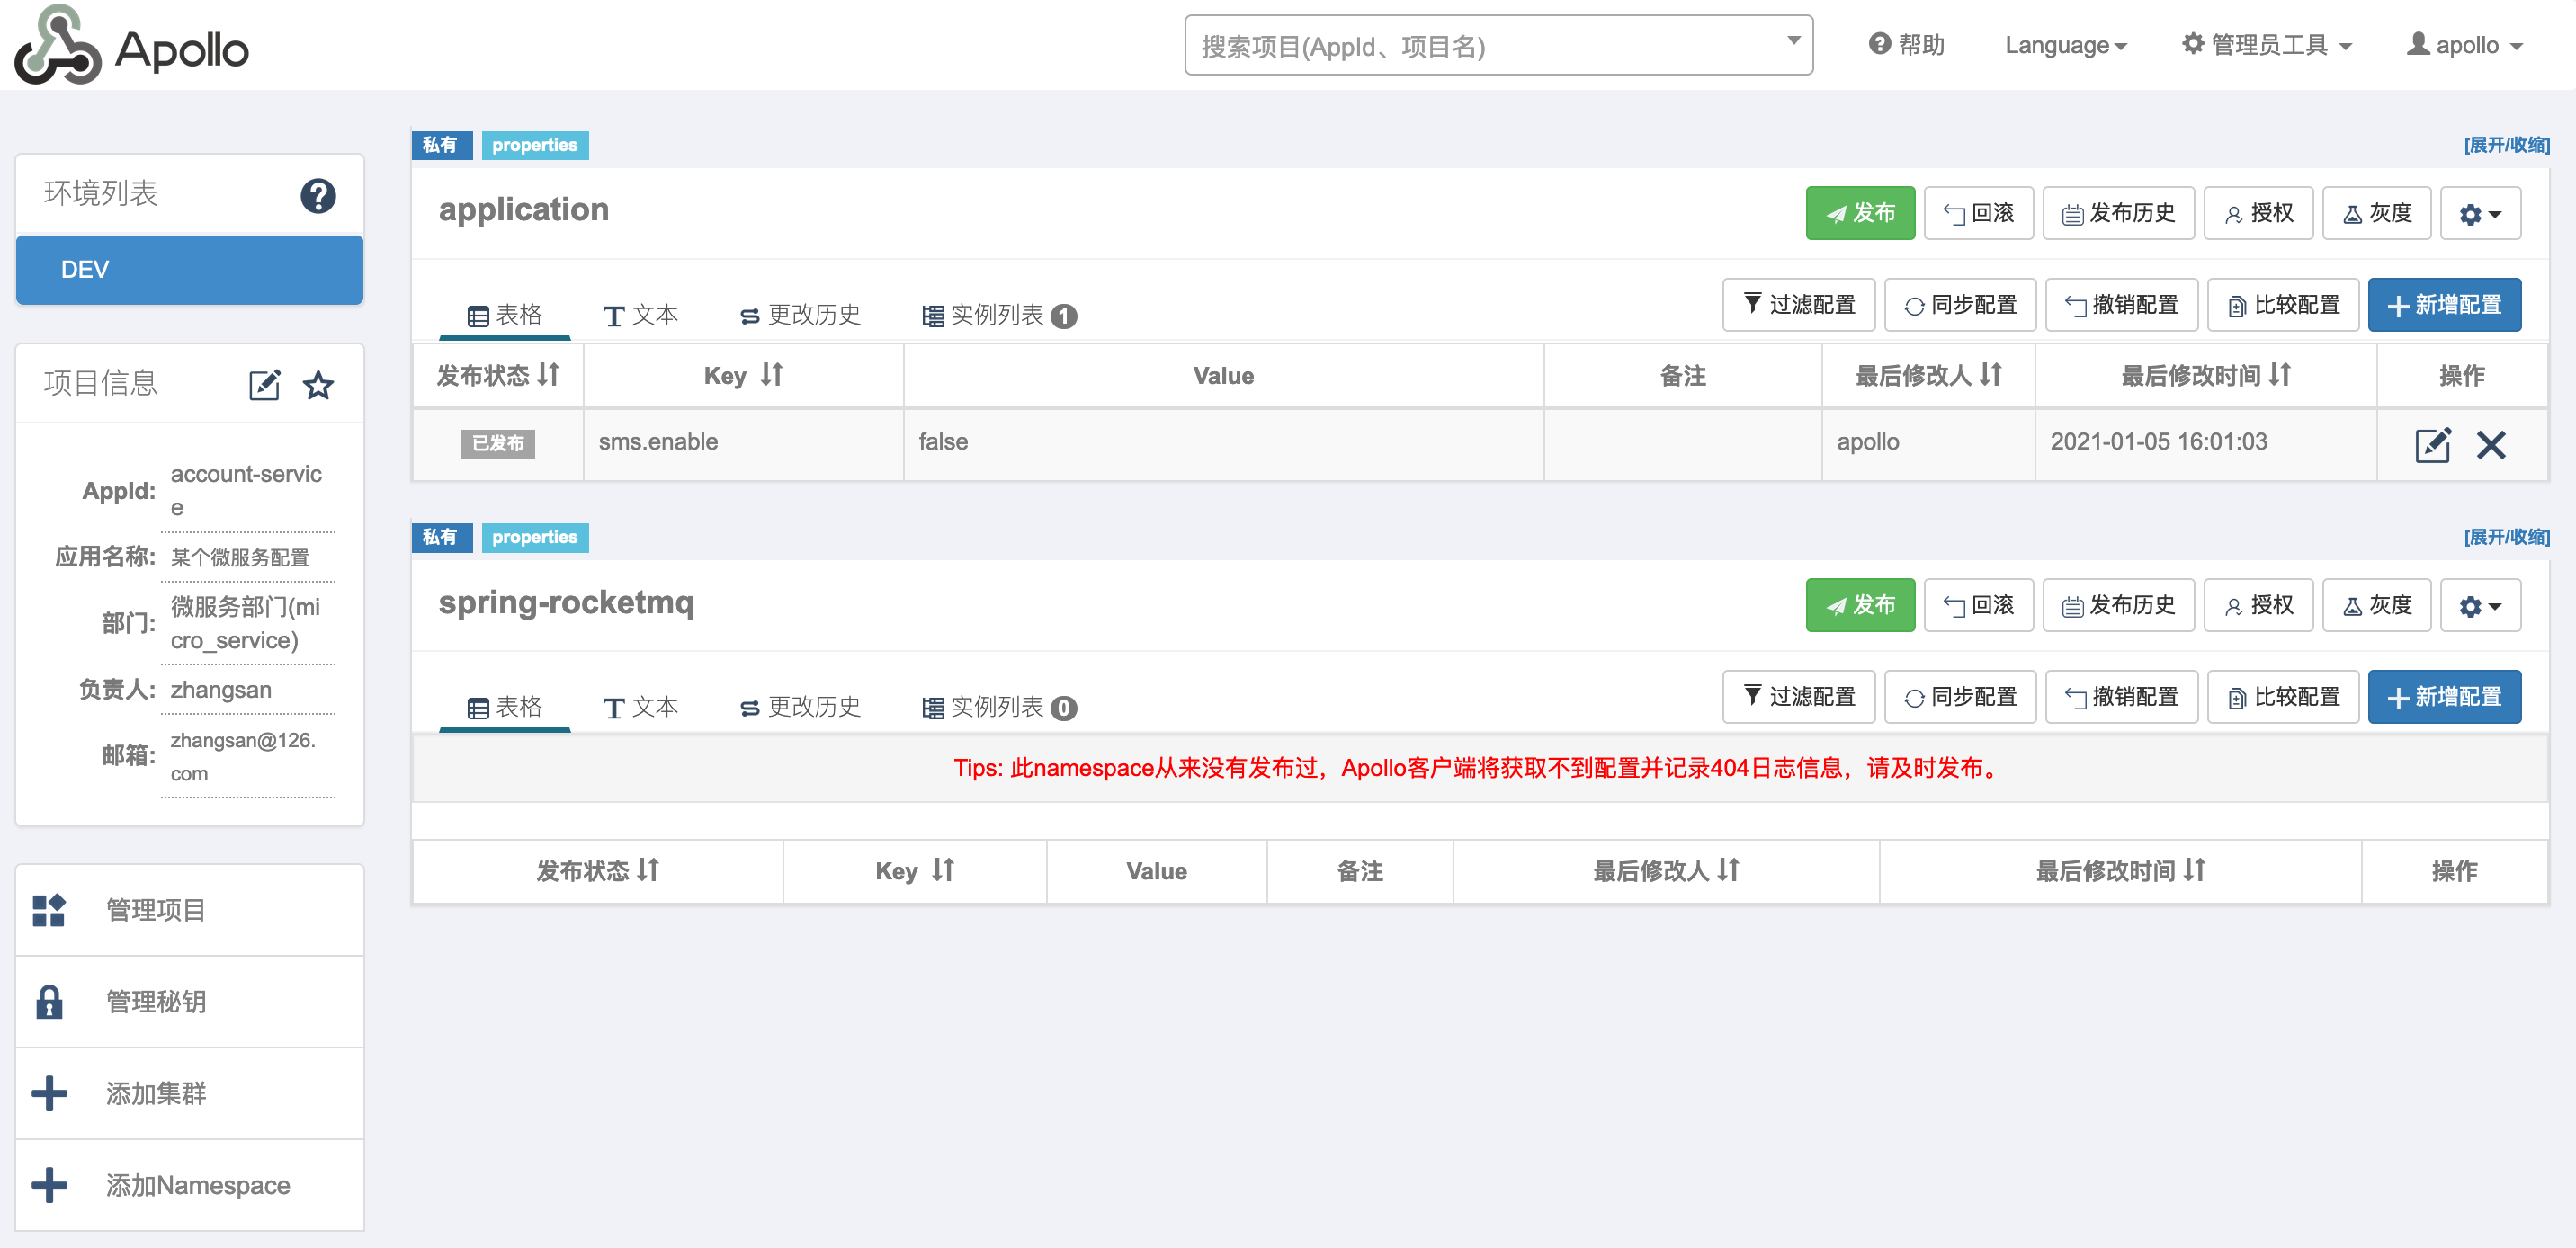 Apollo
搜索项目(AppId、项目名)
帮助
Language
管理员工具
apollo
环境列表
DEV
项目信息
AppId:
account-servic
e
应用名称:
某个微服务配置
部门:
微服务部门(mi
cro_service)
负责人:
zhangsan
邮箱:
zhangsan@126.
com
管理项目
管理秘钥
添加集群
添加Namespace
私有 properties [展开/收缩]
application
发布 回滚 发布历史 授权 灰度
表格 文本 更改历史 实例列表 1
过滤配置 同步配置 撤销配置 比较配置 新增配置
发布状态 Key Value 备注 最后修改人 最后修改时间 操作
已发布 sms.enable false apollo 2021-01-05 16:01:03
私有 properties [展开/收缩]
spring-rocketmq
发布 回滚 发布历史 授权 灰度
表格 文本 更改历史 实例列表 0
过滤配置 同步配置 撤销配置 比较配置 新增配置
Tips: 此namespace从来没有发布过，Apollo客户端将获取不到配置并记录404日志信息，请及时发布。
发布状态 Key Value 备注 最后修改人 最后修改时间 操作